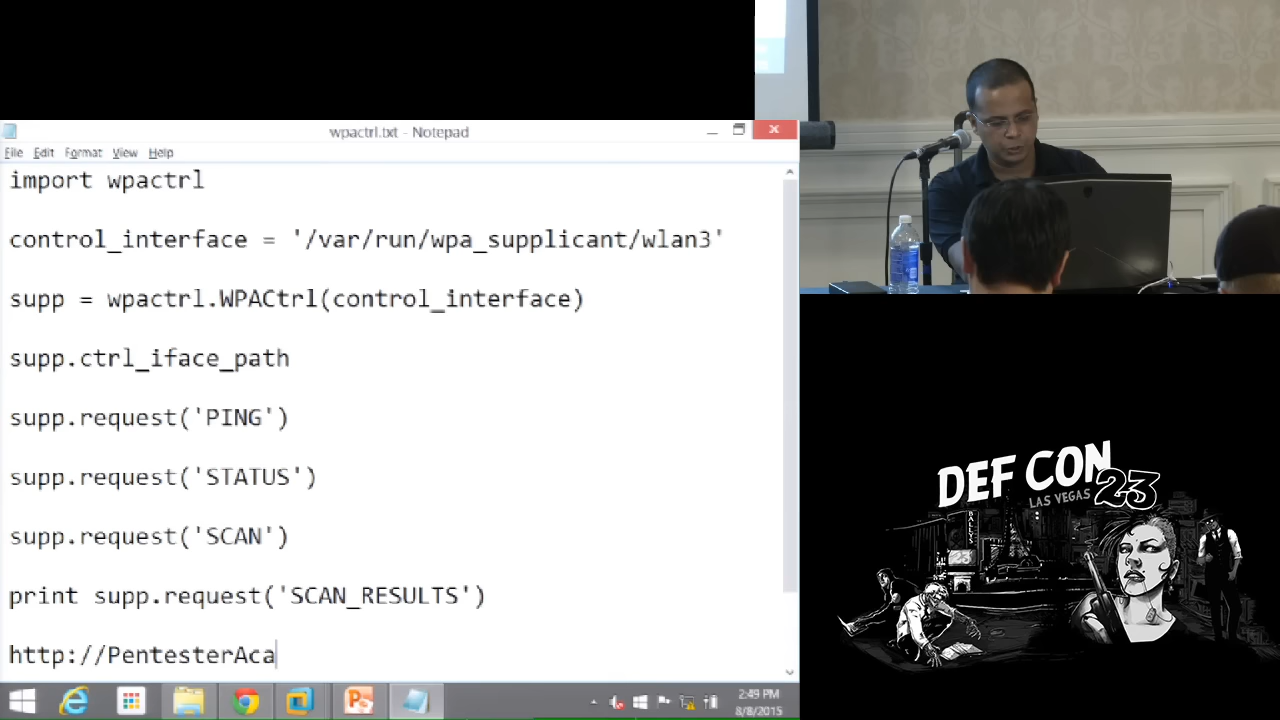 wpactrl.txt - Notepad
File Edit Format View Help
import wpactrl
control_interface = '/var/run/wpa_supplicant/wlan3'
supp = wpactrl.WPACtrl(control_interface)
supp.ctrl_iface_path
supp.request('PING')
supp.request('STATUS')
supp.request('SCAN')
print supp.request('SCAN_RESULTS')
http://PentesterAca
2:49 PM
8/8/2015
DEF CON
LAS VEGAS 23
BALLYS
23